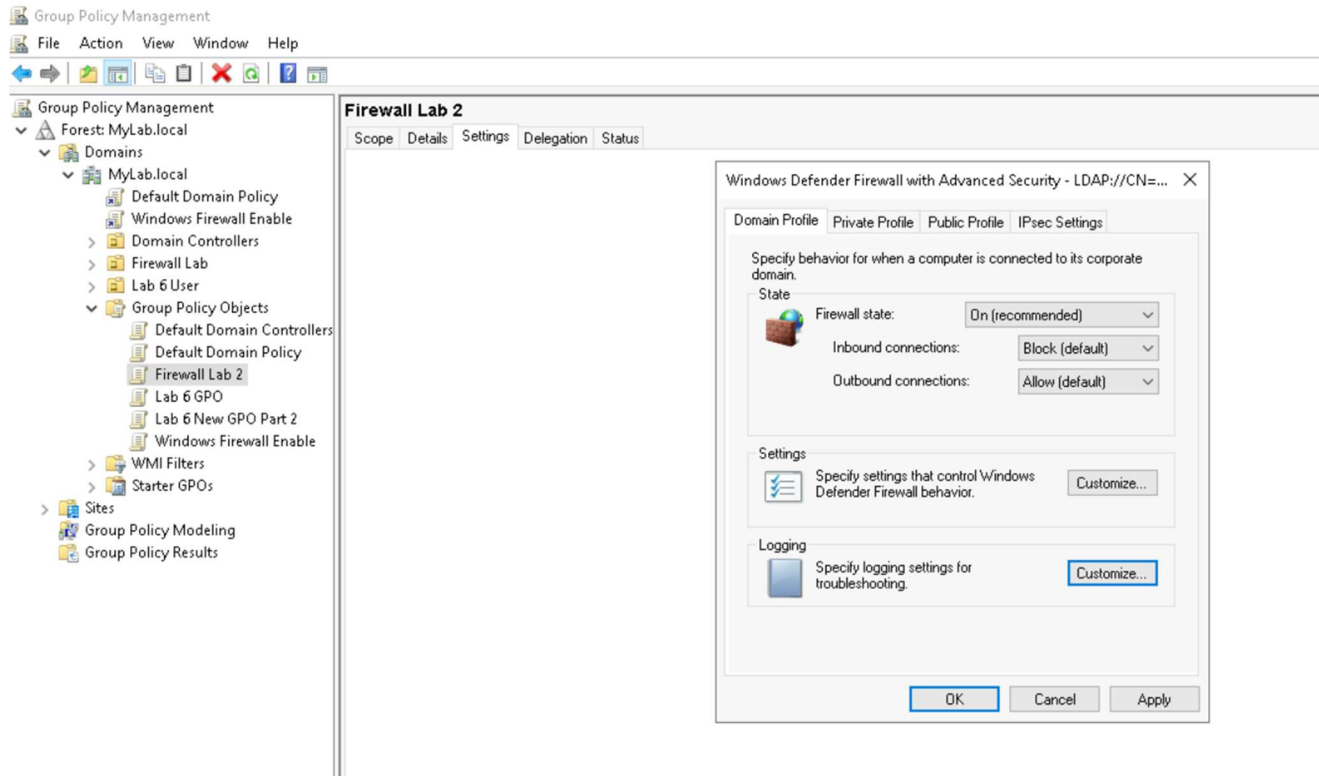 Group Policy Management
File Action View Window Help
Group Policy Management
Forest: MyLab.local
Domains
MyLab.local
Default Domain Policy
Windows Firewall Enable
Domain Controllers
Firewall Lab
Lab 6 User
Group Policy Objects
Default Domain Controllers
Default Domain Policy
Firewall Lab 2
Lab 6 GPO
Lab 6 New GPO Part 2
Windows Firewall Enable
WMI Filters
Starter GPOs
Sites
Group Policy Modeling
Group Policy Results
Firewall Lab 2
Scope Details Settings Delegation Status
Windows Defender Firewall with Advanced Security - LDAP://CN=...
Domain Profile Private Profile Public Profile IPsec Settings
Specify behavior for when a computer is connected to its corporate
domain.
State
Firewall state: On (recommended)
Inbound connections: Block (default)
Outbound connections: Allow (default)
Settings
Specify settings that control Windows
Defender Firewall behavior.
Customize...
Logging
Specify logging settings for
troubleshooting.
Customize...
OK Cancel Apply